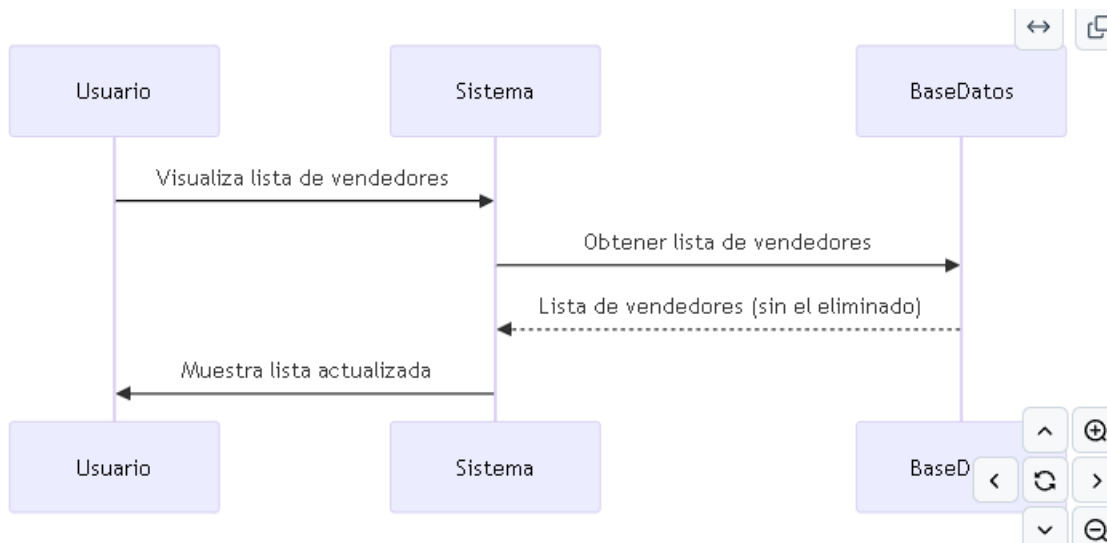 Usuario
Sistema
BaseDatos
Visualiza lista de vendedores
Obtener lista de vendedores
Lista de vendedores (sin el eliminado)
Muestra lista actualizada
Usuario
Sistema
BaseD